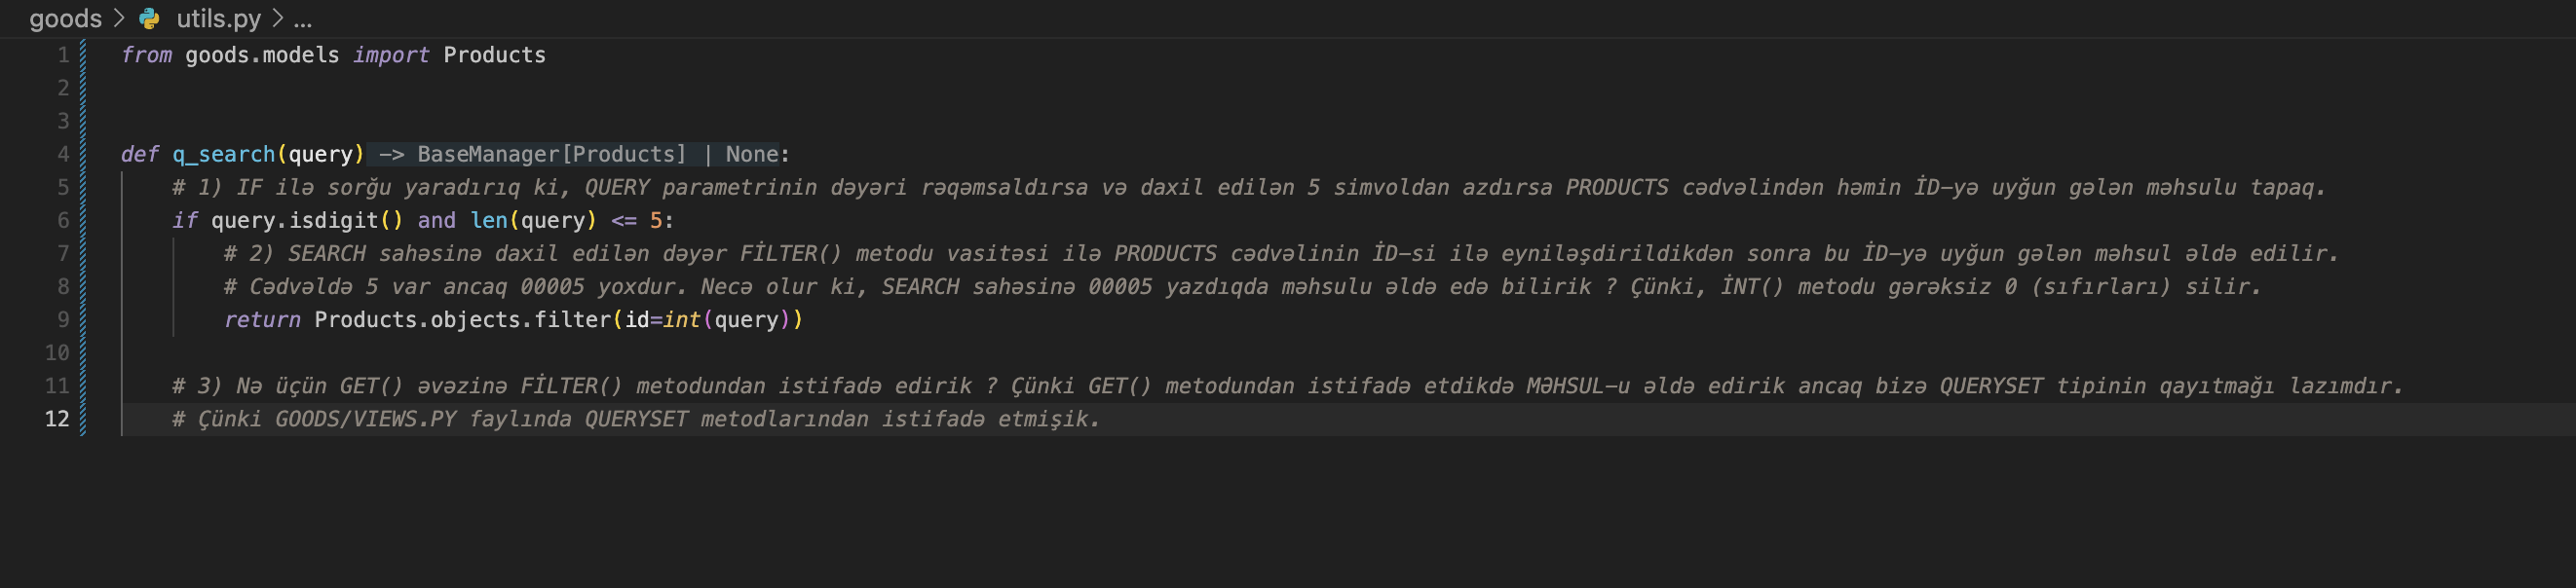 goods > utils.py > ...
1 from goods.models import Products
2
3
4 def q_search(query) -> BaseManager[Products] | None:
5 # 1) IF ilə sorğu yaradırıq ki, QUERY parametrinin dəyəri rəqəmsaldırsa və daxil edilən 5 simvoldan azdırsa PRODUCTS cədvəlindən həmin İD-yə uyğun gələn məhsulu tapaq.
6 if query.isdigit() and len(query) <= 5:
7 # 2) SEARCH sahəsinə daxil edilən dəyər FİLTER() metodu vasitəsi ilə PRODUCTS cədvəlinin İD-si ilə eyniləşdirildikdən sonra bu İD-yə uyğun gələn məhsul əldə edilir.
8 # Cədvəldə 5 var ancaq 00005 yoxdur. Necə olur ki, SEARCH sahəsinə 00005 yazdıqda məhsulu əldə edə bilirik ? Çünki, İNT() metodu gərəksiz 0 (sıfırları) silir.
9 return Products.objects.filter(id=int(query))
10
11 # 3) Nə üçün GET() əvəzinə FİLTER() metodundan istifadə edirik ? Çünki GET() metodundan istifadə etdikdə MƏHSUL-u əldə edirik ancaq bizə QUERYSET tipinin qayıtmağı lazımdır.
12 # Çünki GOODS/VIEWS.PY faylında QUERYSET metodlarından istifadə etmişik.